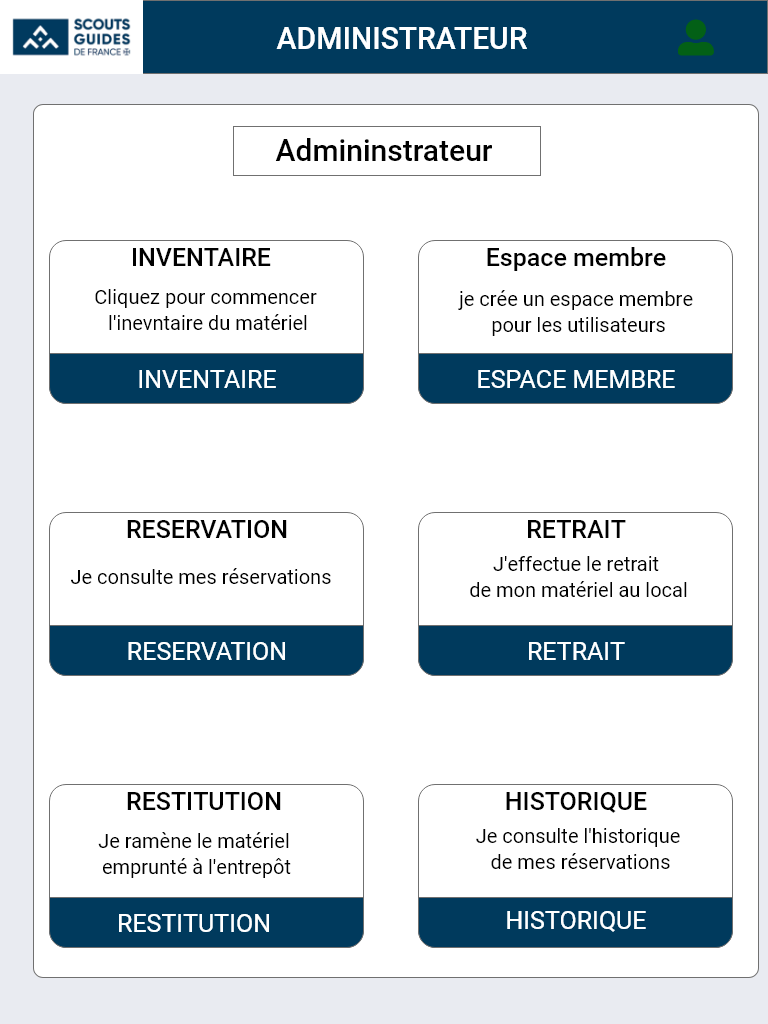 SCOUTS
GUIDES
DE FRANCE
ADMINISTRATEUR
Admininstrateur
INVENTAIRE
Cliquez pour commencer
l'inevntaire du matériel
INVENTAIRE
Espace membre
je crée un espace membre
pour les utilisateurs
ESPACE MEMBRE
RESERVATION
Je consulte mes réservations
RESERVATION
RETRAIT
J'effectue le retrait
de mon matériel au local
RETRAIT
RESTITUTION
Je ramène le matériel
emprunté à l'entrepôt
RESTITUTION
HISTORIQUE
Je consulte l'historique
de mes réservations
HISTORIQUE